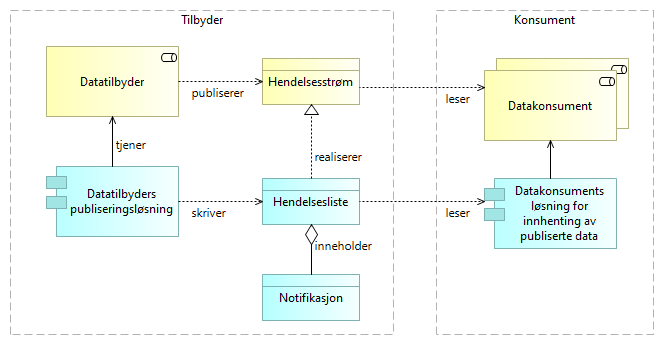 Tilbyder
Konsument
Datatilbyder
publiserer
Hendelsesstrøm
leser
Datakonsument
tjener
realiserer
Datatilbyders
publiseringsløsning
skriver
Hendelsesliste
leser
Datakonsuments
løsning for
innhenting av
publiserte data
inneholder
Notifikasjon